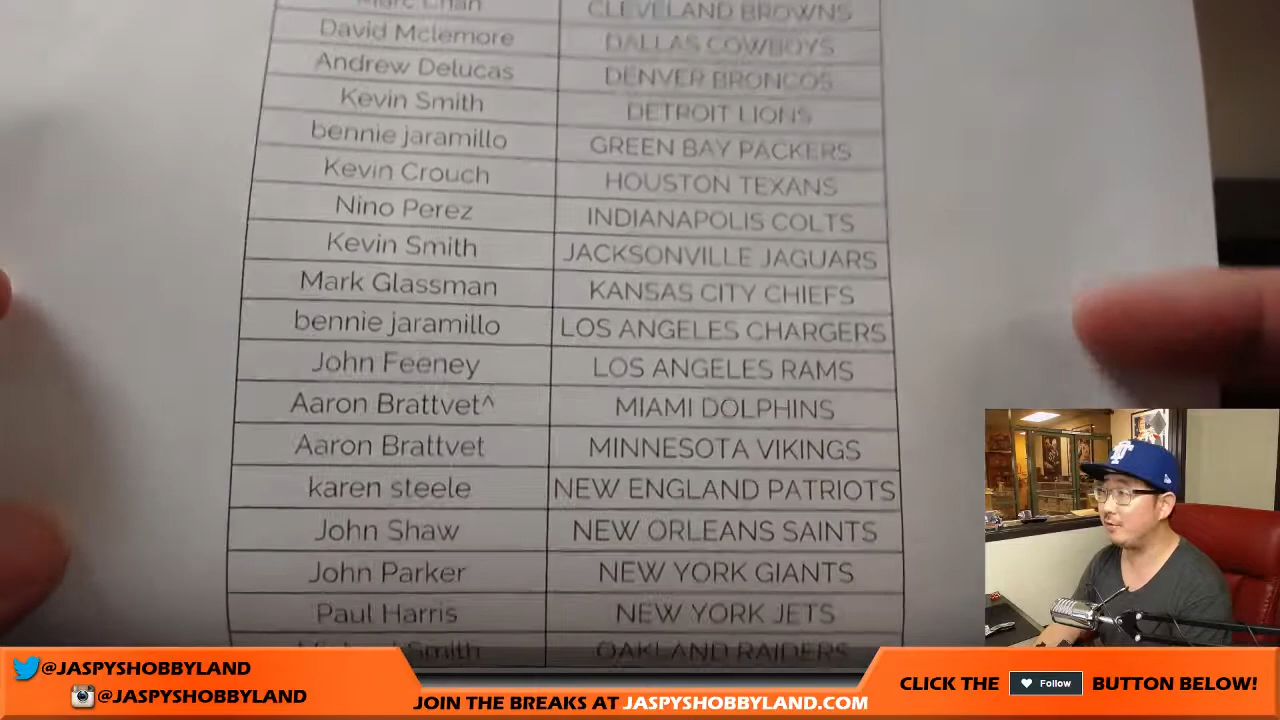 CLEVELAND BROWNS
David Mclemore DALLAS COWBOYS
Andrew Delucas DENVER BRONCOS
Kevin Smith DETROIT LIONS
bennie jaramillo GREEN BAY PACKERS
Kevin Crouch HOUSTON TEXANS
Nino Perez INDIANAPOLIS COLTS
Kevin Smith JACKSONVILLE JAGUARS
Mark Glassman KANSAS CITY CHIEFS
bennie jaramillo LOS ANGELES CHARGERS
John Feeney LOS ANGELES RAMS
Aaron Brattvet^ MIAMI DOLPHINS
Aaron Brattvet MINNESOTA VIKINGS
karen steele NEW ENGLAND PATRIOTS
John Shaw NEW ORLEANS SAINTS
John Parker NEW YORK GIANTS
Paul Harris NEW YORK JETS
Smith OAKLAND RAIDERS
@JASPYSHOBBYLAND
@JASPYSHOBBYLAND
JOIN THE BREAKS AT JASPYSHOBBYLAND.COM
CLICK THE Follow BUTTON BELOW!